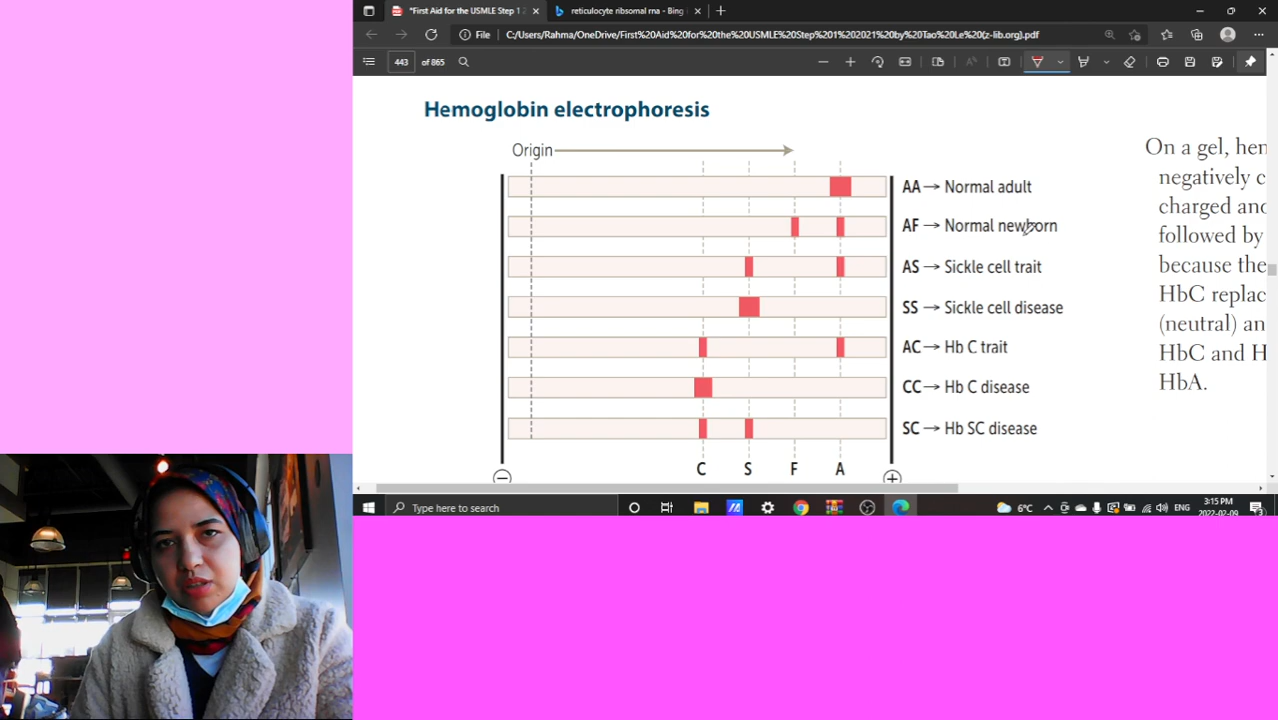 *First Aid for the USMLE Step 1 2
reticulocyte ribsomal rna - Bing
File
C:/Users/Rahma/OneDrive/First%20Aid%20for%20the%20USMLE%20Step%201%202021%20by%20Tao%20Le%20(z-lib.org).pdf
443 of 865
Hemoglobin electrophoresis
Origin
AA → Normal adult
AF → Normal newborn
AS → Sickle cell trait
SS → Sickle cell disease
AC → Hb C trait
CC → Hb C disease
SC → Hb SC disease
C S F A
On a gel, hem
negatively c
charged and
followed by
because the
HbC replac
(neutral) an
HbC and H
HbA.
Type here to search
6°C
ENG
3:15 PM
2022-02-09